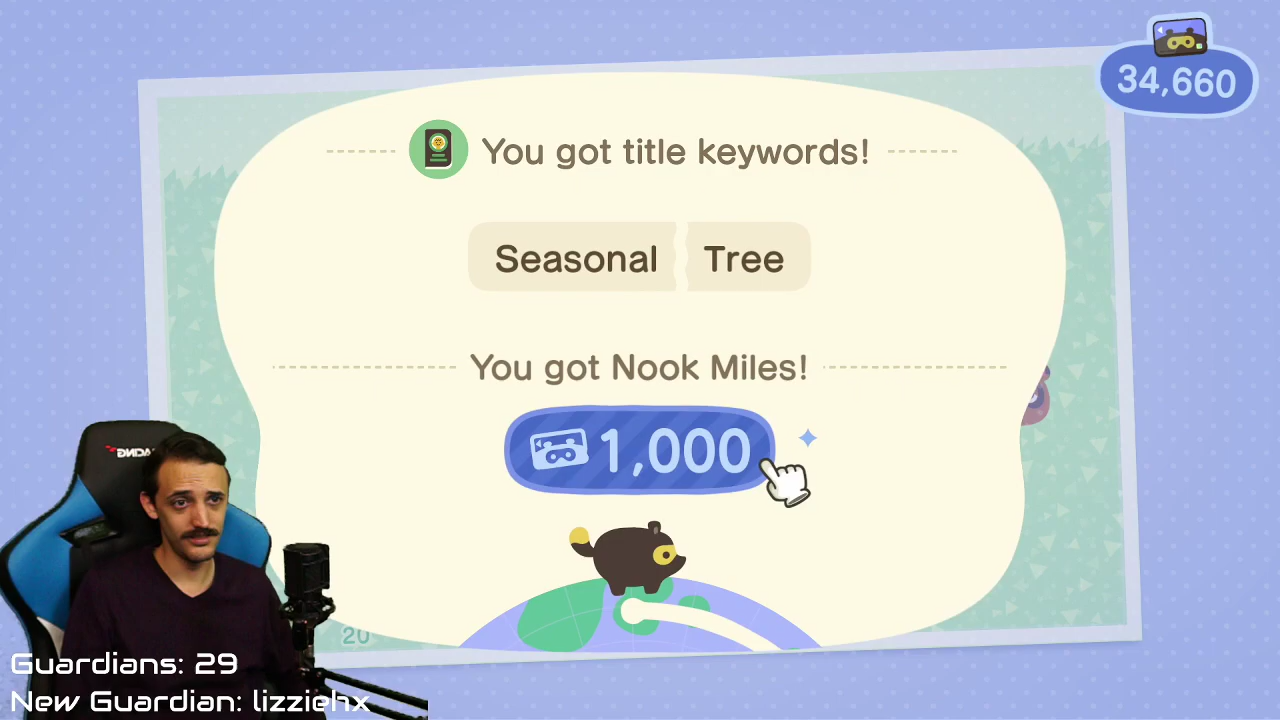 34,660
You got title keywords!
Seasonal Tree
You got Nook Miles!
1,000
20
Guardians: 29
New Guardian: lizziehx